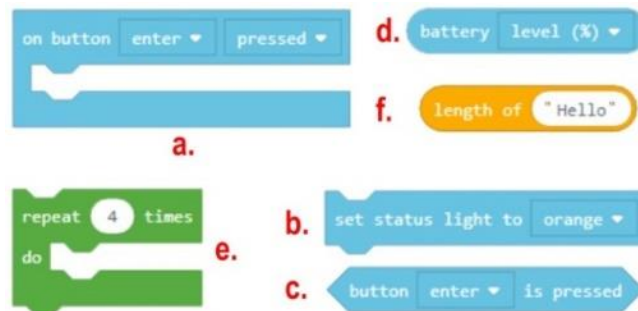 on button enter pressed
d. battery level (%)
f. length of "Hello"
a.
repeat 4 times
do
e.
b. set status light to orange
c. button enter is pressed